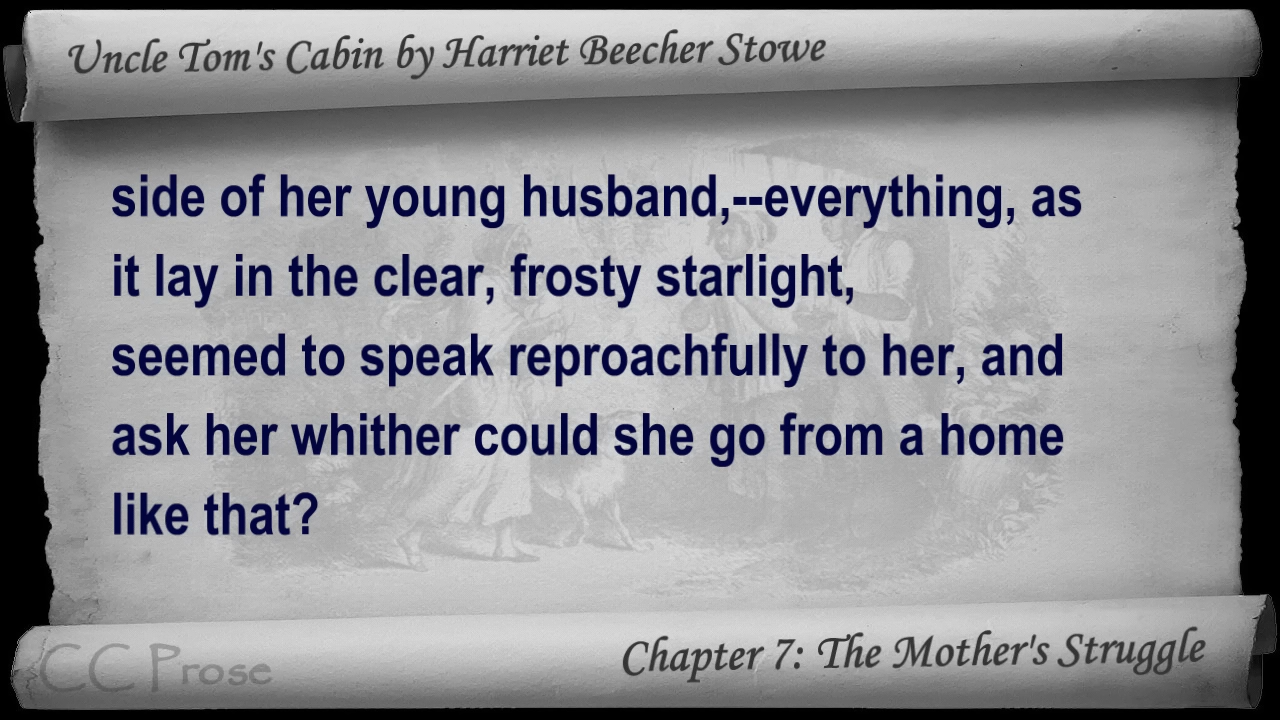 Uncle Tom's Cabin by Harriet Beecher Stowe
side of her young husband,--everything, as
it lay in the clear, frosty starlight,
seemed to speak reproachfully to her, and
ask her whither could she go from a home
like that?
CC Prose
Chapter 7: The Mother's Struggle